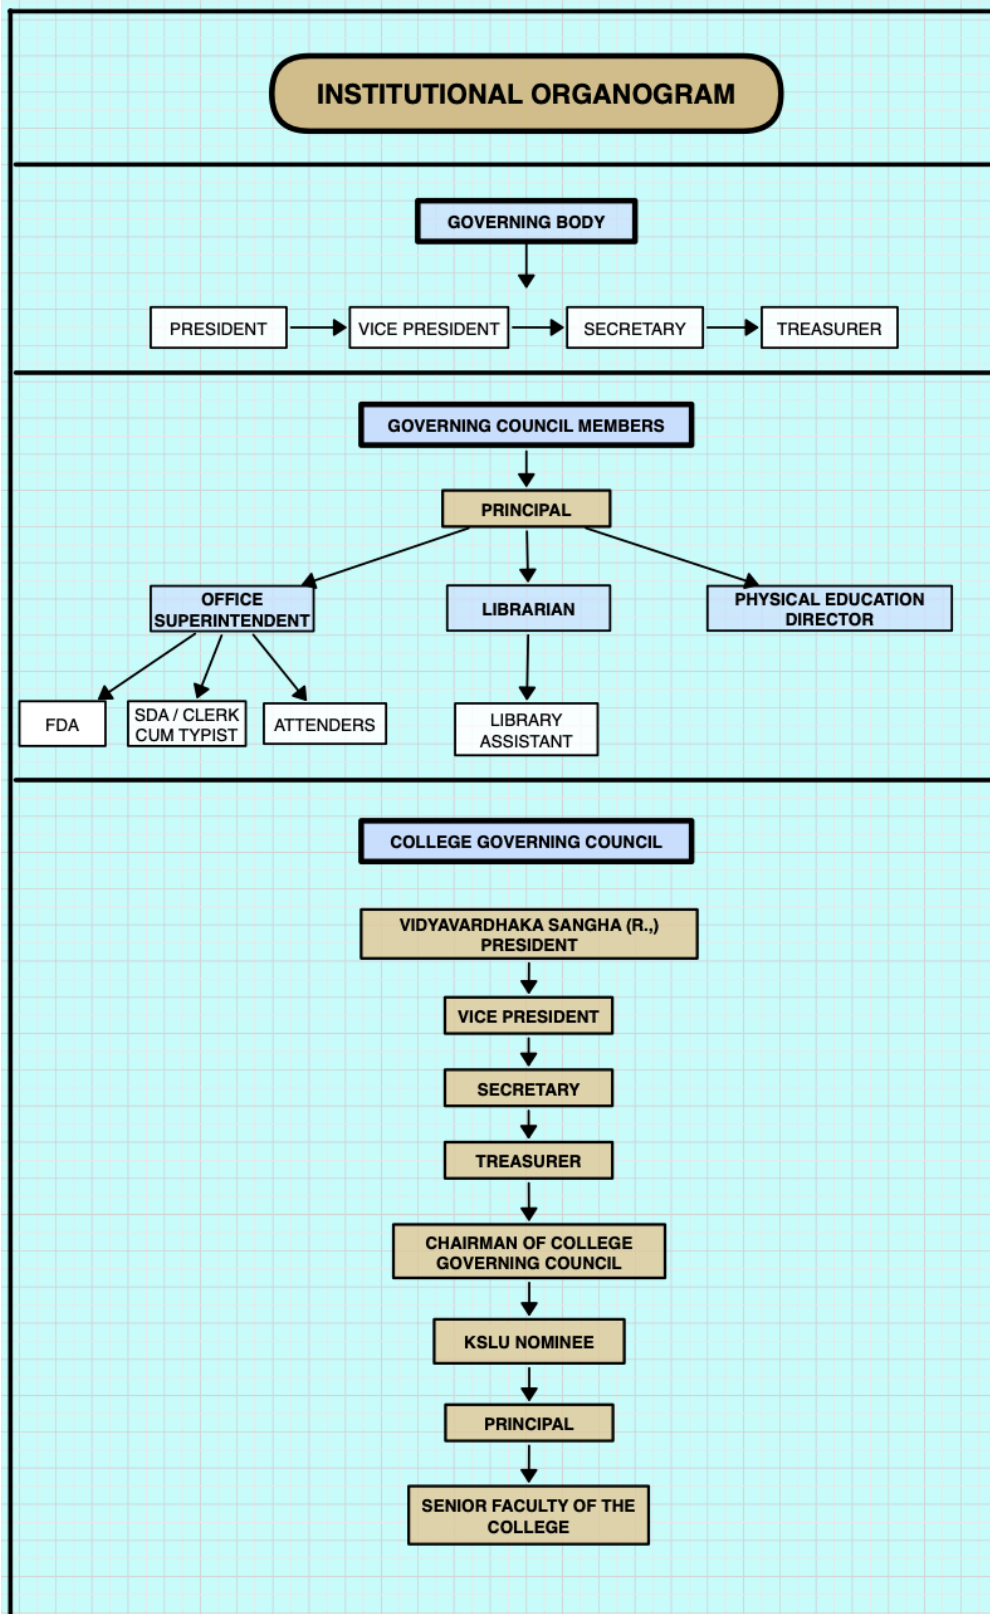 INSTITUTIONAL ORGANOGRAM
GOVERNING BODY
PRESIDENT
VICE PRESIDENT
SECRETARY
TREASURER
GOVERNING COUNCIL MEMBERS
PRINCIPAL
OFFICE
SUPERINTENDENT
LIBRARIAN
PHYSICAL EDUCATION
DIRECTOR
FDA
SDA / CLERK
CUM TYPIST
ATTENDERS
LIBRARY
ASSISTANT
COLLEGE GOVERNING COUNCIL
VIDYAVARDHAKA SANGHA (R.,)
PRESIDENT
VICE PRESIDENT
SECRETARY
TREASURER
CHAIRMAN OF COLLEGE
GOVERNING COUNCIL
KSLU NOMINEE
PRINCIPAL
SENIOR FACULTY OF THE
COLLEGE